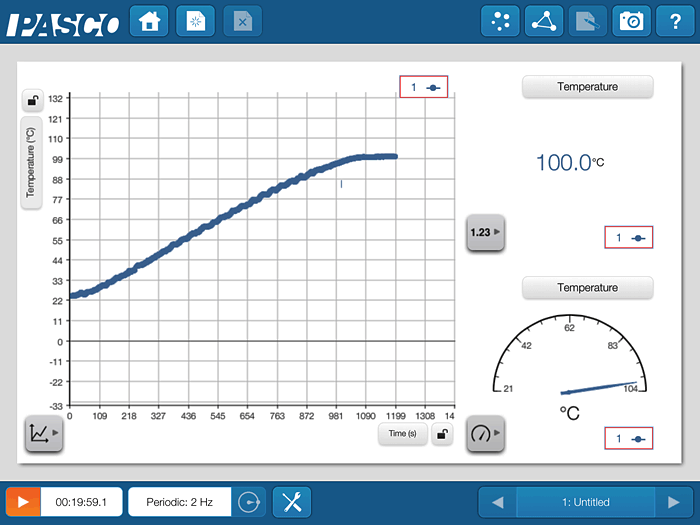 PASCO
?
1
Temperature
Temperature (°C)
132
121
110
99
88
77
66
55
44
33
22
11
0
-11
-22
-33
0 109 218 327 436 545 654 763 872 981 1090 1199 1308 14
Time (s)
100.0°C
1.23
1
Temperature
21 42 62 83 104
°C
1
00:19:59.1
Periodic: 2 Hz
1: Untitled